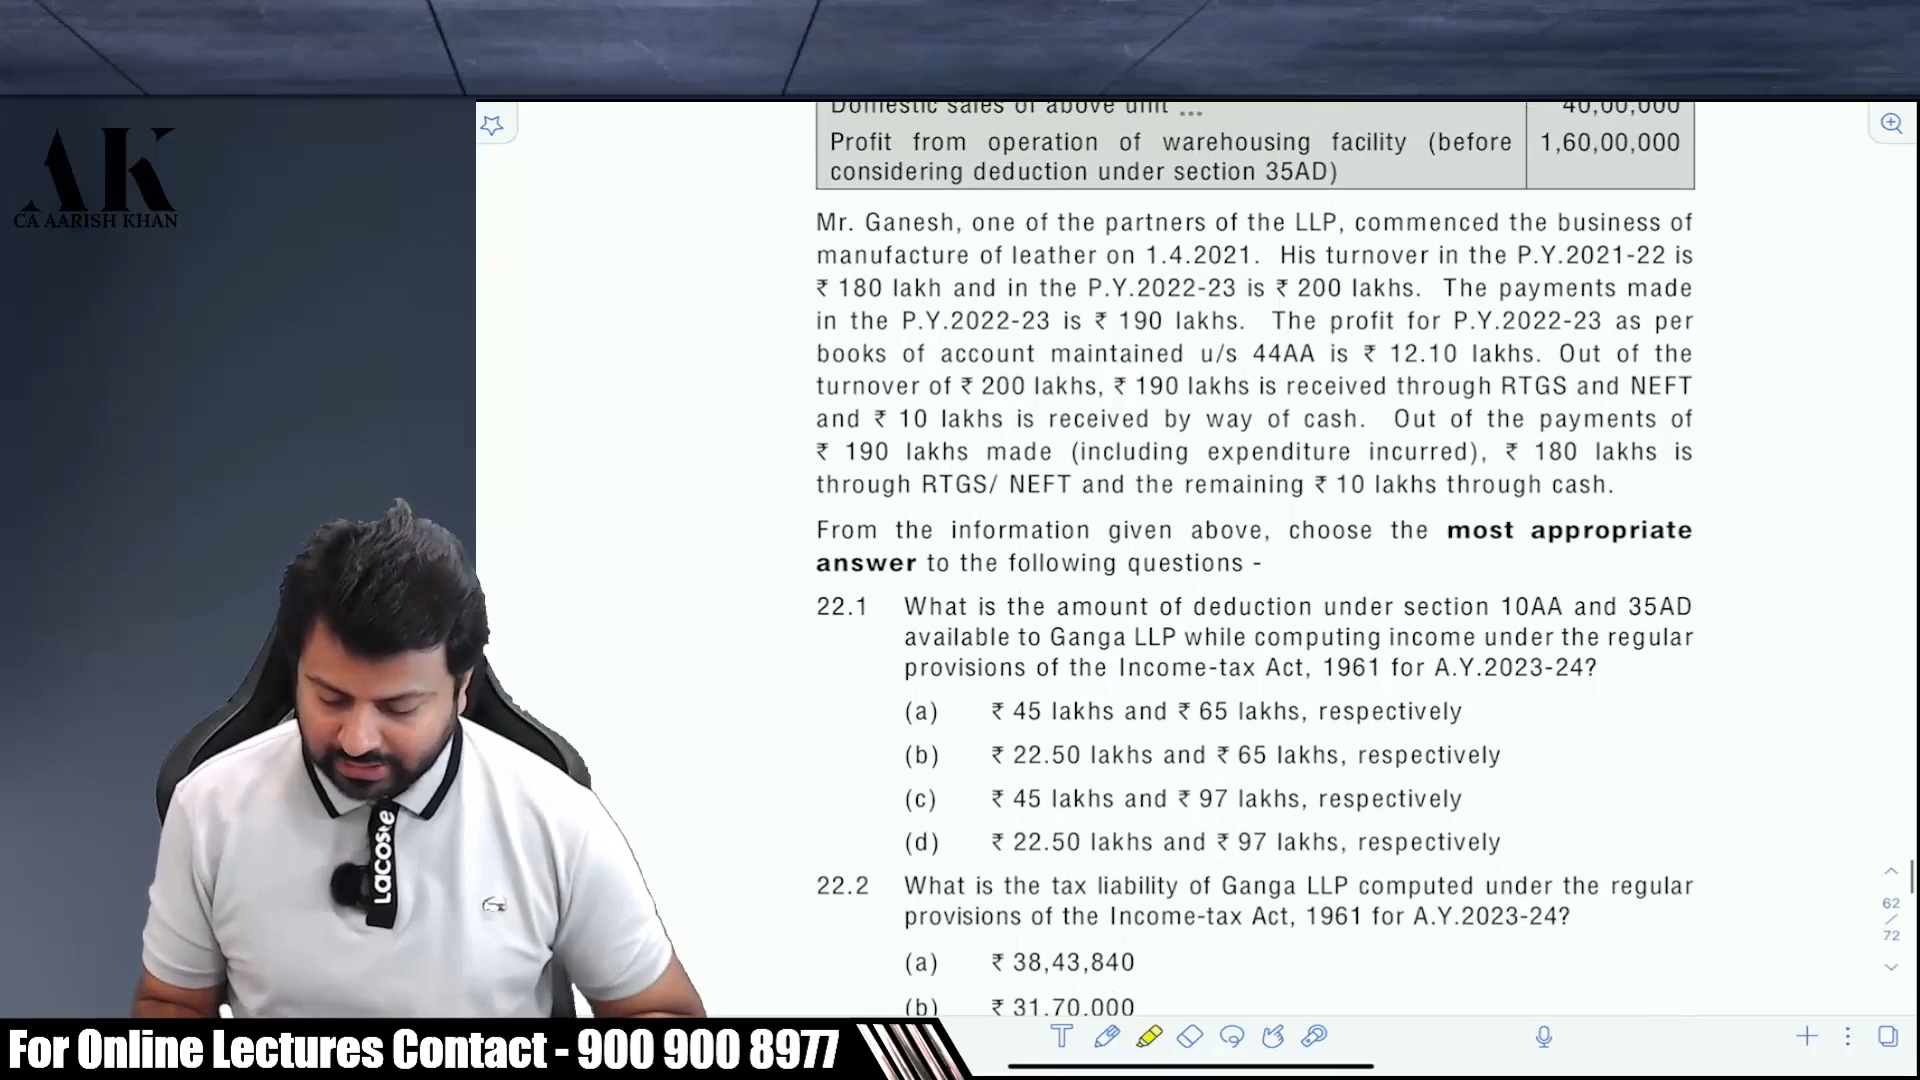 Domestic sales of above unit ... 40,00,000
Profit from operation of warehousing facility (before 1,60,00,000
considering deduction under section 35AD)
AK
CA AARISH KHAN
Mr. Ganesh, one of the partners of the LLP, commenced the business of
manufacture of leather on 1.4.2021. His turnover in the P.Y.2021-22 is
₹ 180 lakh and in the P.Y.2022-23 is ₹ 200 lakhs. The payments made
in the P.Y.2022-23 is ₹ 190 lakhs. The profit for P.Y.2022-23 as per
books of account maintained u/s 44AA is ₹ 12.10 lakhs. Out of the
turnover of ₹ 200 lakhs, ₹ 190 lakhs is received through RTGS and NEFT
and ₹ 10 lakhs is received by way of cash. Out of the payments of
₹ 190 lakhs made (including expenditure incurred), ₹ 180 lakhs is
through RTGS/ NEFT and the remaining ₹ 10 lakhs through cash.
From the information given above, choose the most appropriate
answer to the following questions -
22.1 What is the amount of deduction under section 10AA and 35AD
available to Ganga LLP while computing income under the regular
provisions of the Income-tax Act, 1961 for A.Y.2023-24?
(a) ₹ 45 lakhs and ₹ 65 lakhs, respectively
(b) ₹ 22.50 lakhs and ₹ 65 lakhs, respectively
(c) ₹ 45 lakhs and ₹ 97 lakhs, respectively
(d) ₹ 22.50 lakhs and ₹ 97 lakhs, respectively
22.2 What is the tax liability of Ganga LLP computed under the regular
provisions of the Income-tax Act, 1961 for A.Y.2023-24?
(a) ₹ 38,43,840
(b) ₹ 31,70,000
62
/
72
Lacoste
T
For Online Lectures Contact - 900 900 8977